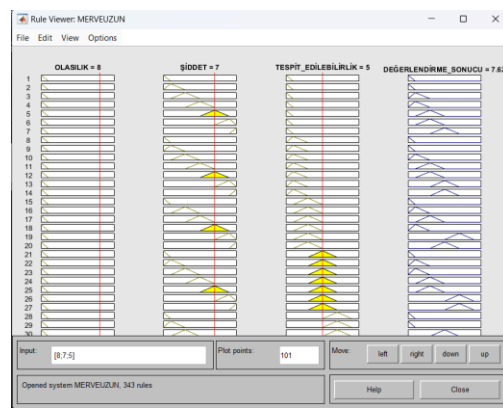 Rule Viewer: MERVEUZUN
File Edit View Options
OLASILIK = 8
ŞİDDET = 7
TESPİT_EDİLEBİLİRLİK = 5
DEĞERLENDİRME_SONUCU = 7.62
1
2
3
4
5
6
7
8
9
10
11
12
13
14
15
16
17
18
19
20
21
22
23
24
25
26
27
28
29
30
Input:
[8;7;5]
Plot points:
101
Move:
left
right
down
up
Opened system MERVEUZUN, 343 rules
Help
Close